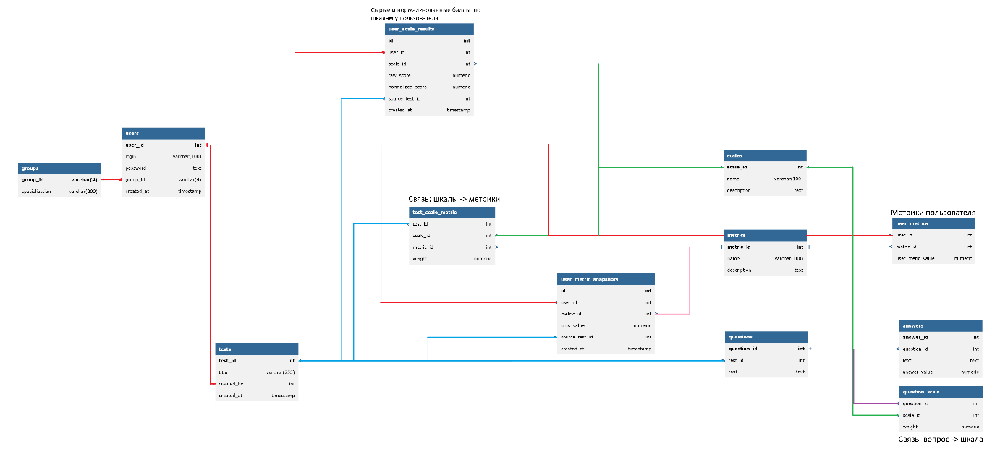 Сырые и нормализованные баллы по
шкалам у пользователя
user_scale_results
id int
user_id int
scale_id int
raw_score numeric
normalized_score numeric
source_test_id int
created_at timestamp
users
user_id int
login varchar(100)
password text
group_id varchar(4)
created_at timestamp
groups
group_id varchar(4)
specialization varchar(200)
scales
scale_id int
name varchar(100)
description text
Связь: шкалы -> метрики
test_scale_metric
test_id int
scale_id int
metric_id int
weight numeric
Метрики пользователя
user_metrics
user_id int
metric_id int
user_metic_value numeric
metrics
metric_id int
name varchar(100)
description text
user_metric_snapshots
id int
user_id int
metric_id int
ums_value numeric
source_test_id int
created_at timestamp
tests
test_id int
title varchar(255)
created_by int
created_at timestamp
questions
question_id int
test_id int
text text
answers
answer_id int
question_id int
text text
answer_value numeric
question_scale
question_id int
scale_id int
weight numeric
Связь: вопрос -> шкала